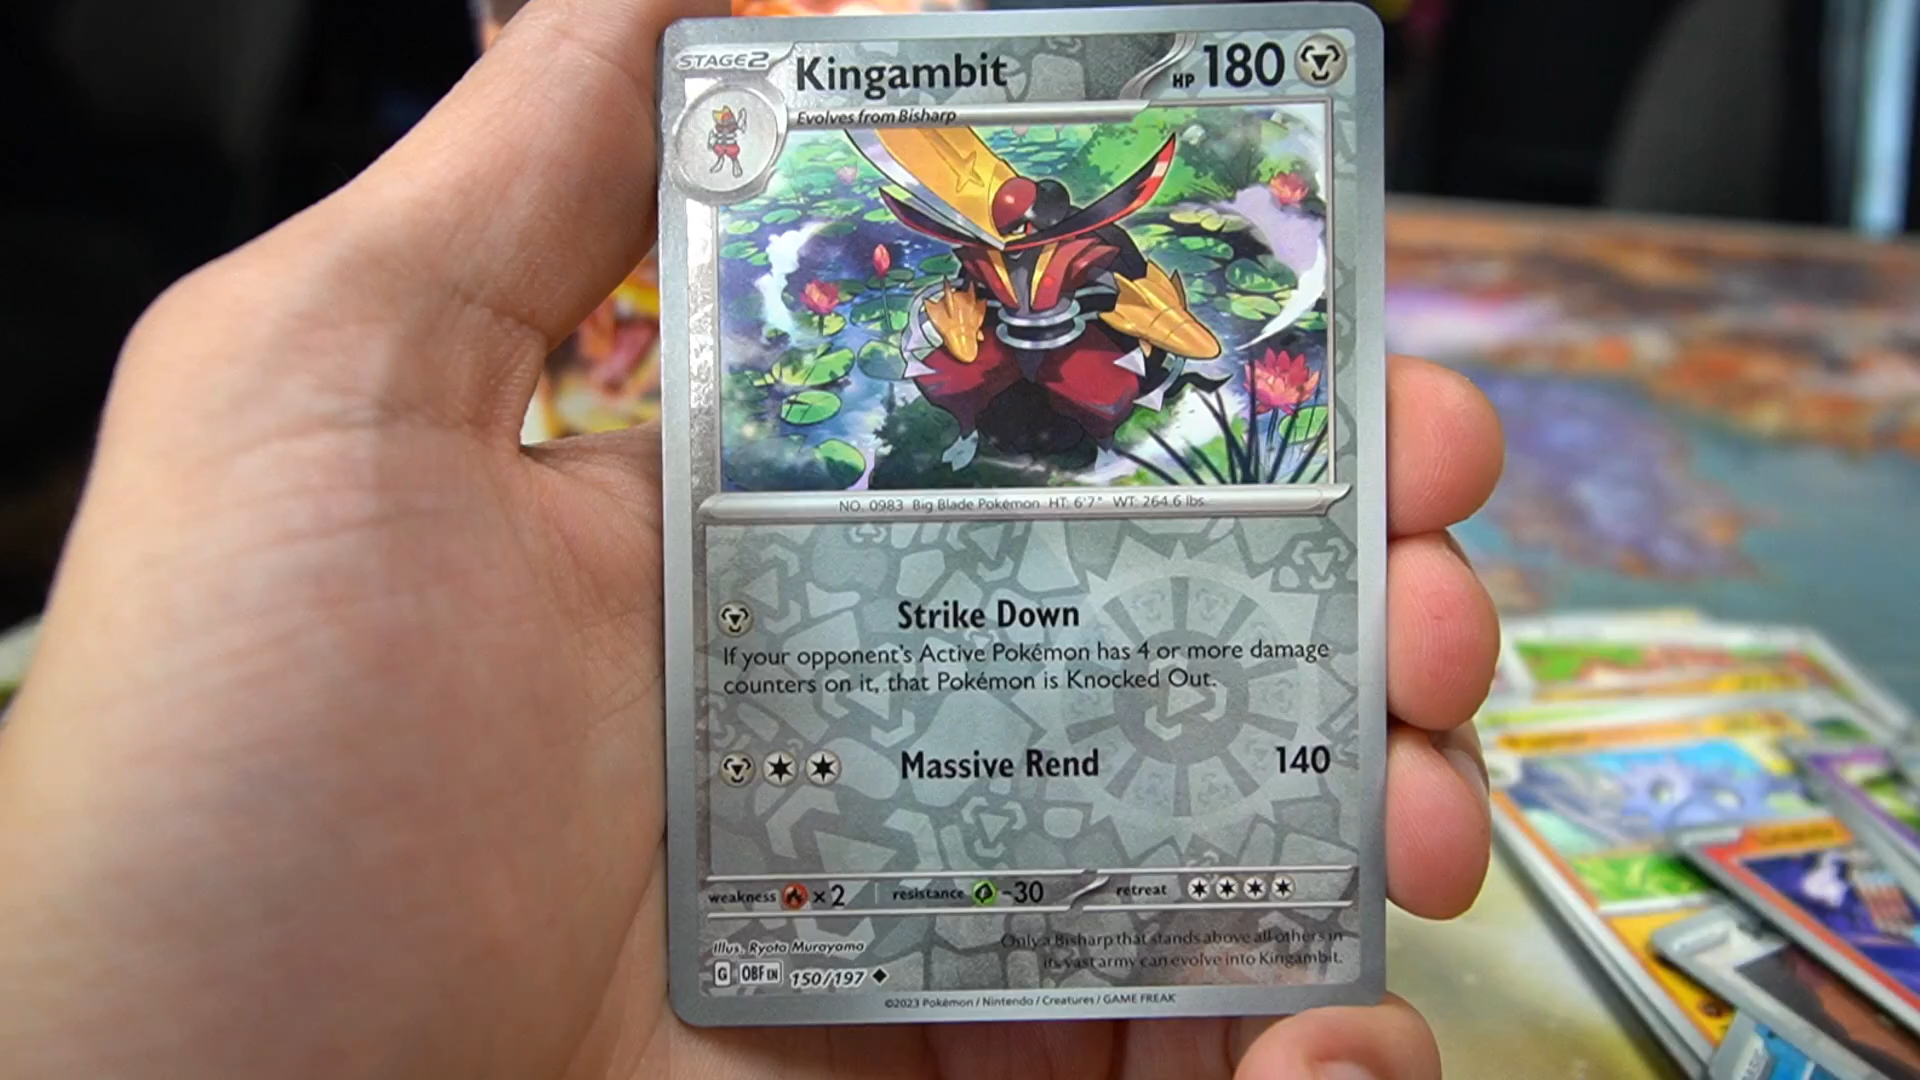 STAGE2
Kingambit
HP 180
Evolves from Bisharp
NO. 0983 Big Blade Pokémon HT: 6'7" WT: 264.6 lbs.
Strike Down
If your opponent's Active Pokémon has 4 or more damage
counters on it, that Pokémon is Knocked Out.
Massive Rend 140
weakness ×2 resistance -30 retreat
Illus. Ryota Murayama
Only a Bisharp that stands above all others in
its vast army can evolve into Kingambit.
G OBF EN 150/197
©2023 Pokémon / Nintendo / Creatures / GAME FREAK